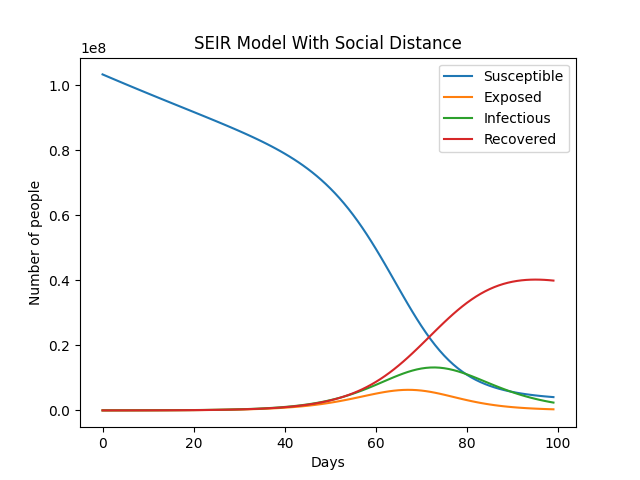 SEIR Model With Social Distance
1e8
Susceptible
Exposed
Infectious
Recovered
1.0
0.8
0.6
0.4
0.2
0.0
Number of people
0 20 40 60 80 100
Days